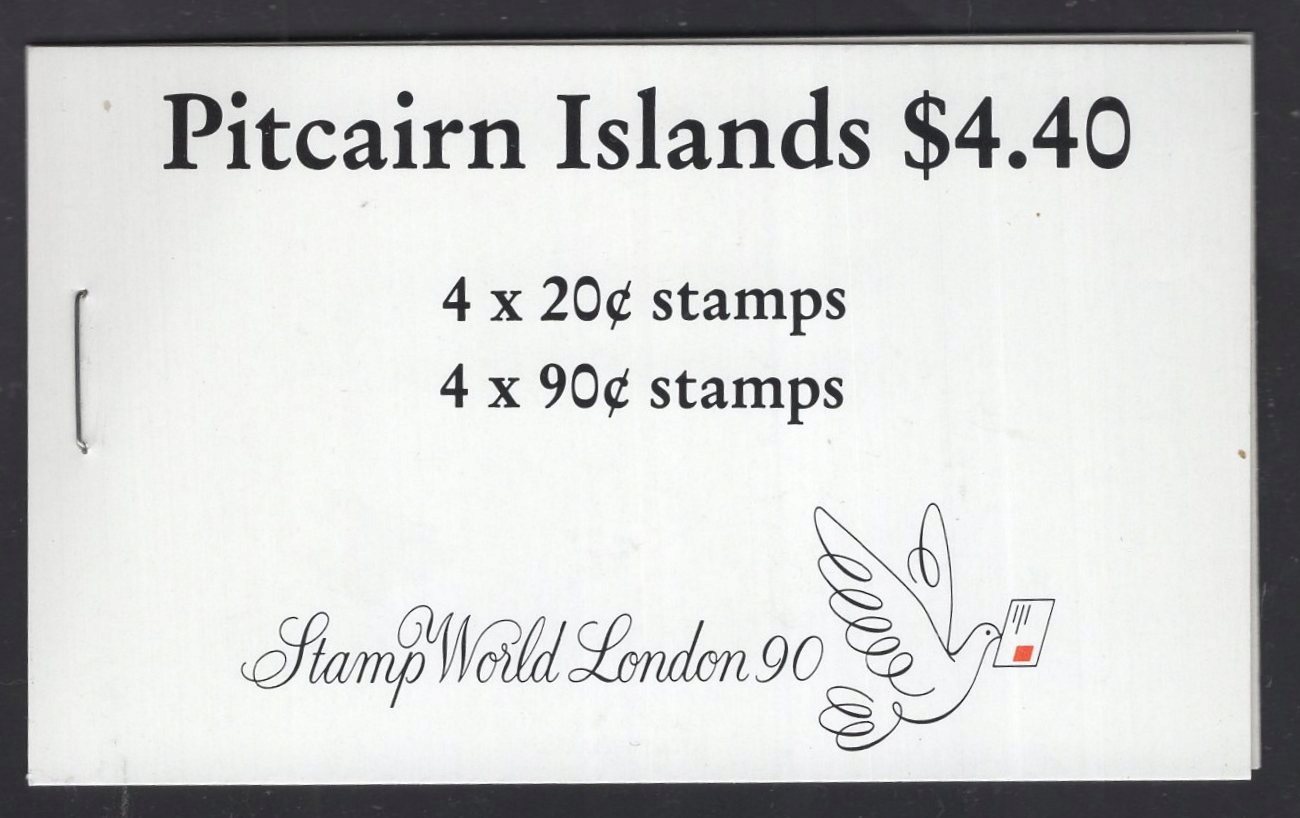 Pitcairn Islands $4.40
4 x 20¢ stamps
4 x 90¢ stamps
Stamp World London 90